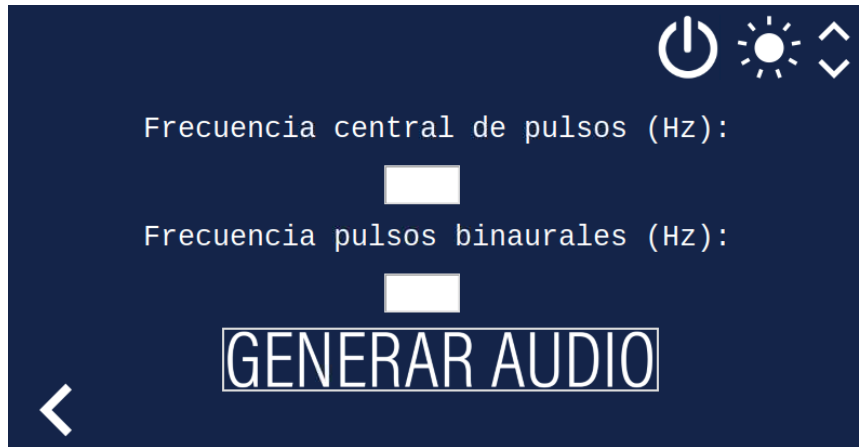 Frecuencia central de pulsos (Hz):
Frecuencia pulsos binaurales (Hz):
GENERAR AUDIO